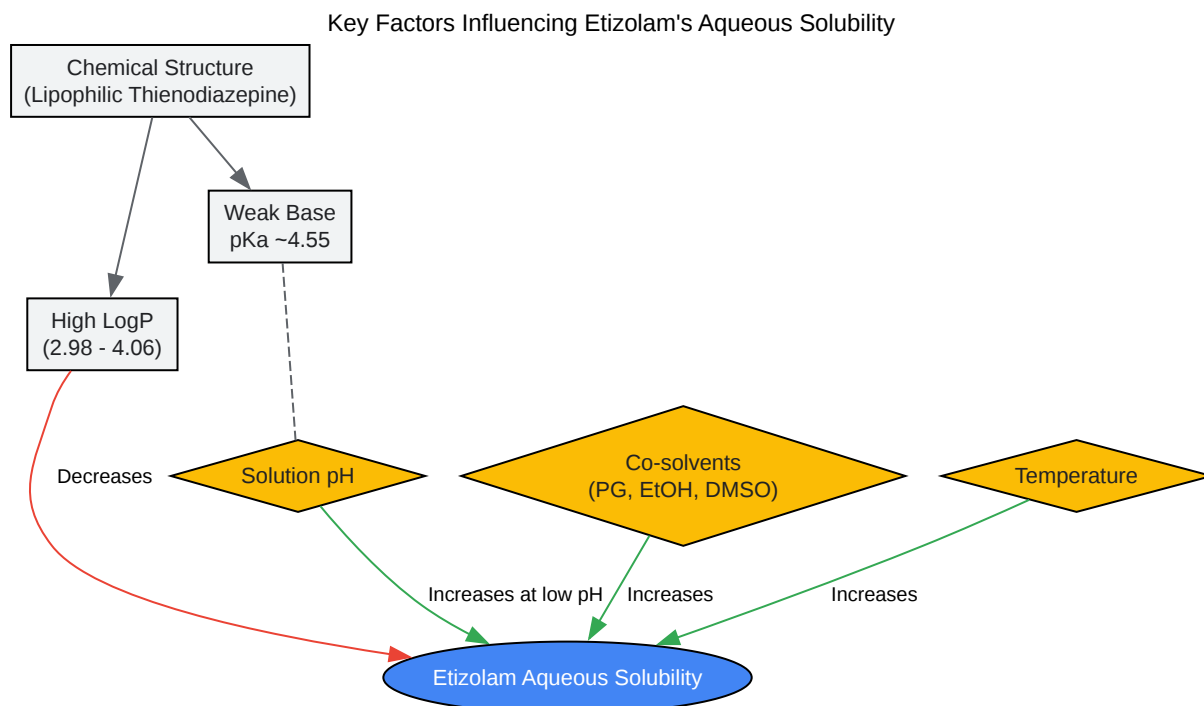 Key Factors Influencing Etizolam's Aqueous Solubility
Chemical Structure
(Lipophilic Thienodiazepine)
Weak Base
pKa ~4.55
High LogP
(2.98 - 4.06)
Decreases
Solution pH
Co-solvents
(PG, EtOH, DMSO)
Temperature
Increases at low pH
Increases
Increases
Etizolam Aqueous Solubility